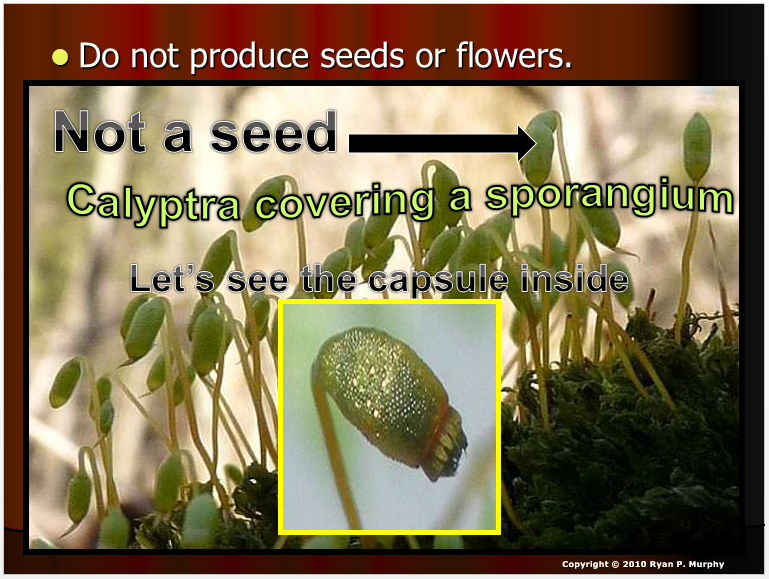 Do not produce seeds or flowers.
Not a seed
Calyptra covering a sporangium
Let's see the capsule inside
Copyright © 2010 Ryan P. Murphy